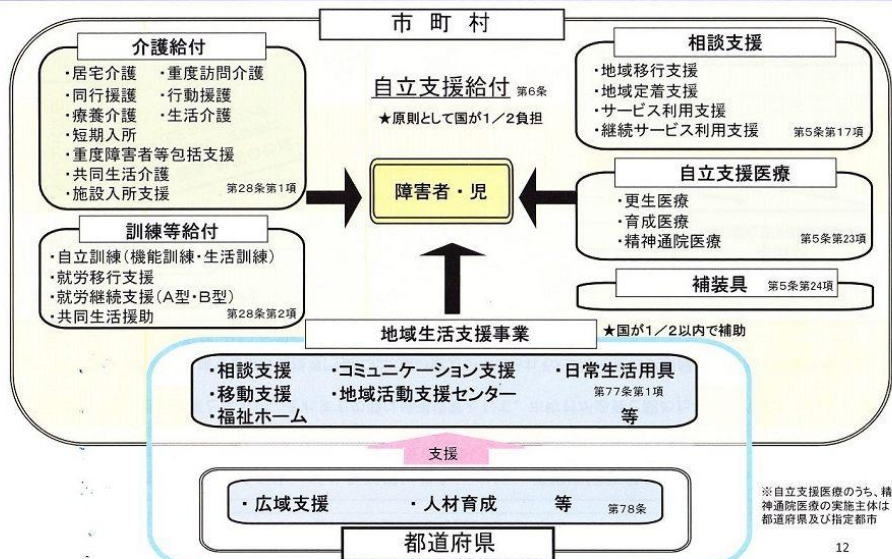 市 町 村
介護給付
・居宅介護 ・重度訪問介護
・同行援護 ・行動援護
・療養介護 ・生活介護
・短期入所
・重度障害者等包括支援
・共同生活介護
・施設入所支援 第28条第1項
訓練等給付
・自立訓練(機能訓練・生活訓練)
・就労移行支援
・就労継続支援(A型・B型)
・共同生活援助 第28条第2項
自立支援給付 第6条
★原則として国が1/2負担
障害者・児
相談支援
・地域移行支援
・地域定着支援
・サービス利用支援
・継続サービス利用支援 第5条第17項
自立支援医療
・更生医療
・育成医療
・精神通院医療 第5条第23項
補装具 第5条第24項
地域生活支援事業
★国が1/2以内で補助
・相談支援 ・コミュニケーション支援 ・日常生活用具
・移動支援 ・地域活動支援センター 第77条第1項
・福祉ホーム 等
支援
・広域支援 ・人材育成 等 第78条
都道府県
※自立支援医療のうち、精
神通院医療の実施主体は
都道府県及び指定都市
12